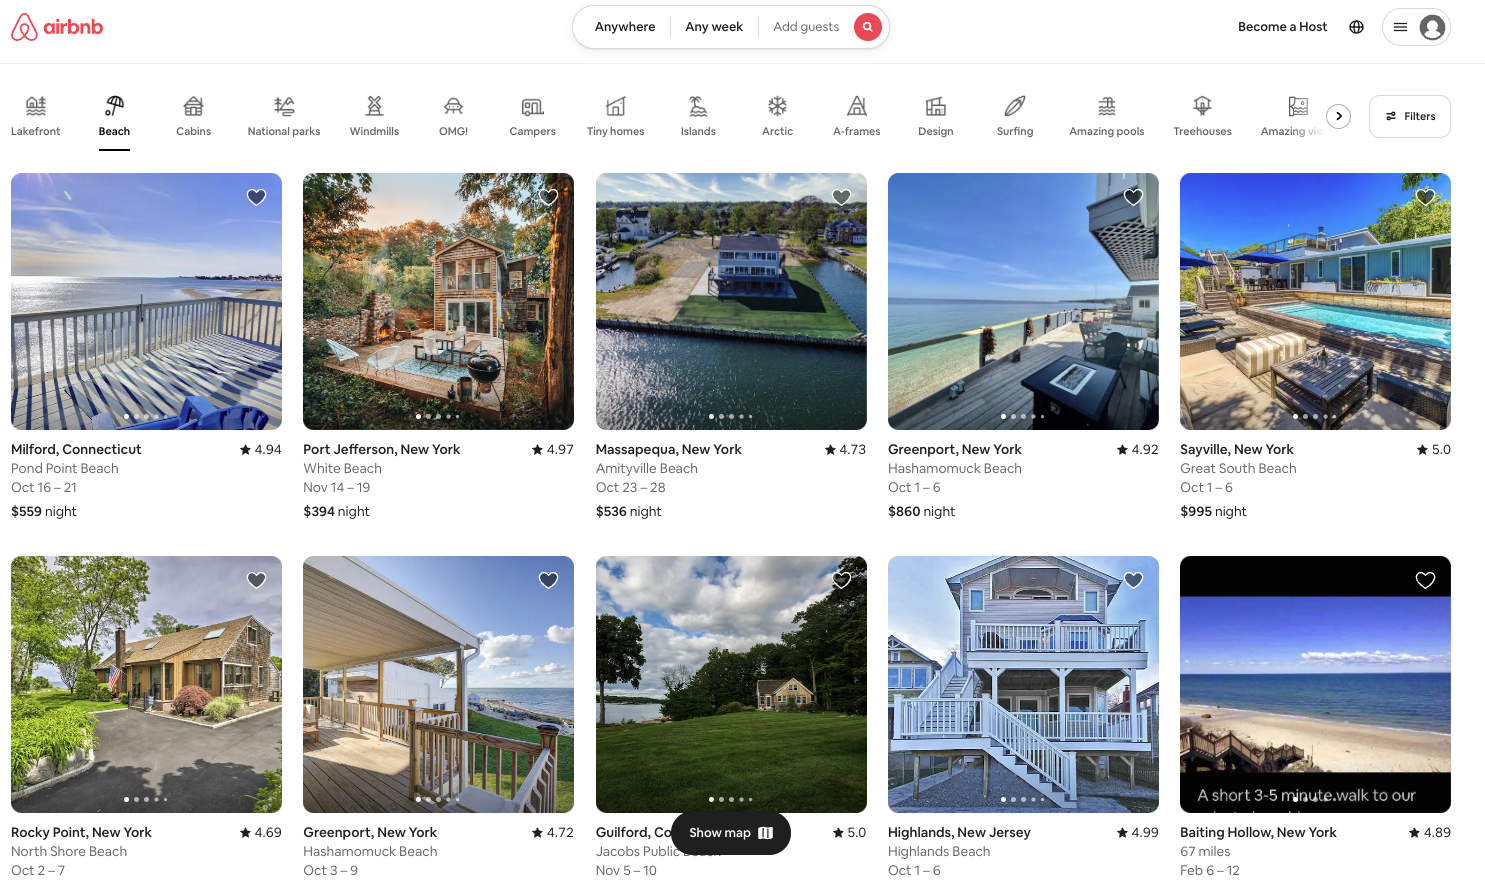 airbnb
Anywhere
Any week
Add guests
Become a Host
Lakefront
Beach
Cabins
National parks
Windmills
OMG!
Campers
Tiny homes
Islands
Arctic
A-frames
Design
Surfing
Amazing pools
Treehouses
Amazing vie
Filters
Milford, Connecticut
4.94
Pond Point Beach
Oct 16 – 21
$559 night
Port Jefferson, New York
4.97
White Beach
Nov 14 – 19
$394 night
Massapequa, New York
4.73
Amityville Beach
Oct 23 – 28
$536 night
Greenport, New York
4.92
Hashamomuck Beach
Oct 1 – 6
$860 night
Sayville, New York
5.0
Great South Beach
Oct 1 – 6
$995 night
A short 3-5 minute walk to our
Rocky Point, New York
4.69
North Shore Beach
Oct 2 – 7
Greenport, New York
4.72
Hashamomuck Beach
Oct 3 – 9
Guilford, Co
5.0
Jacobs Public Beach
Nov 5 – 10
Show map
Highlands, New Jersey
4.99
Highlands Beach
Oct 1 – 6
Baiting Hollow, New York
4.89
67 miles
Feb 6 – 12